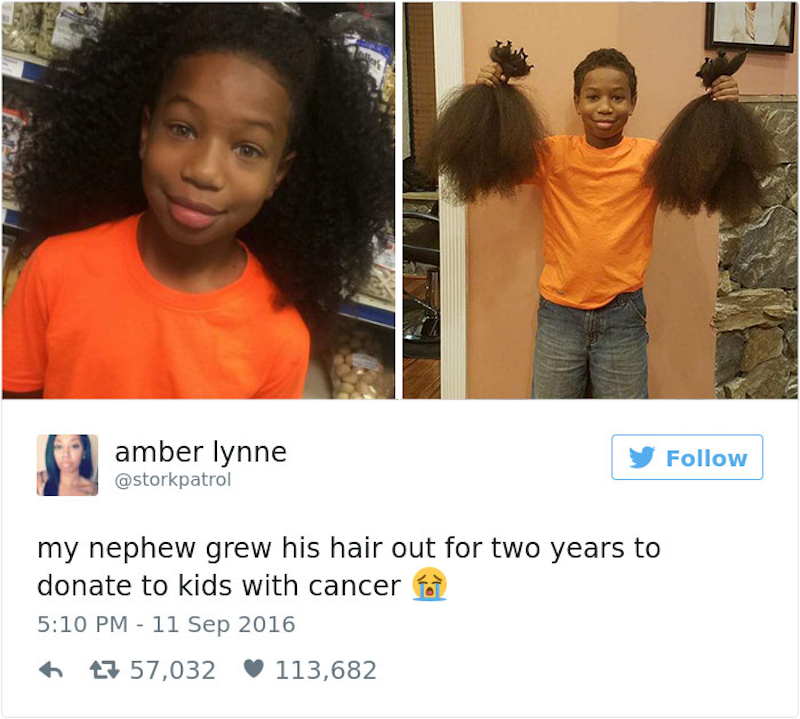 amber lynne
@storkpatrol
Follow
my nephew grew his hair out for two years to
donate to kids with cancer 😭
5:10 PM - 11 Sep 2016
57,032 113,682